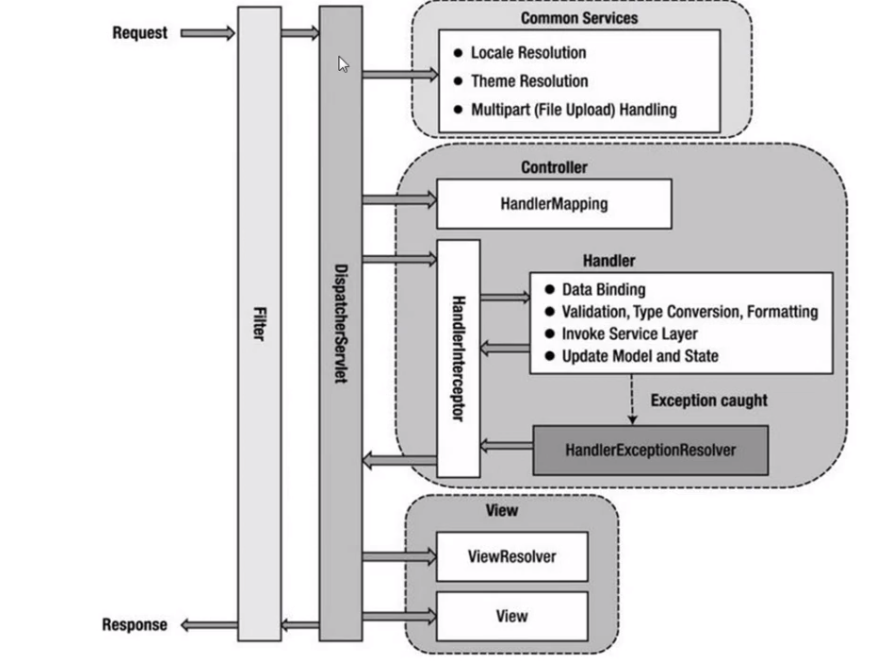 Common Services
Request
● Locale Resolution
● Theme Resolution
● Multipart (File Upload) Handling
Controller
HandlerMapping
Filter
DispatcherServlet
HandlerInterceptor
Handler
● Data Binding
● Validation, Type Conversion, Formatting
● Invoke Service Layer
● Update Model and State
Exception caught
HandlerExceptionResolver
View
ViewResolver
View
Response